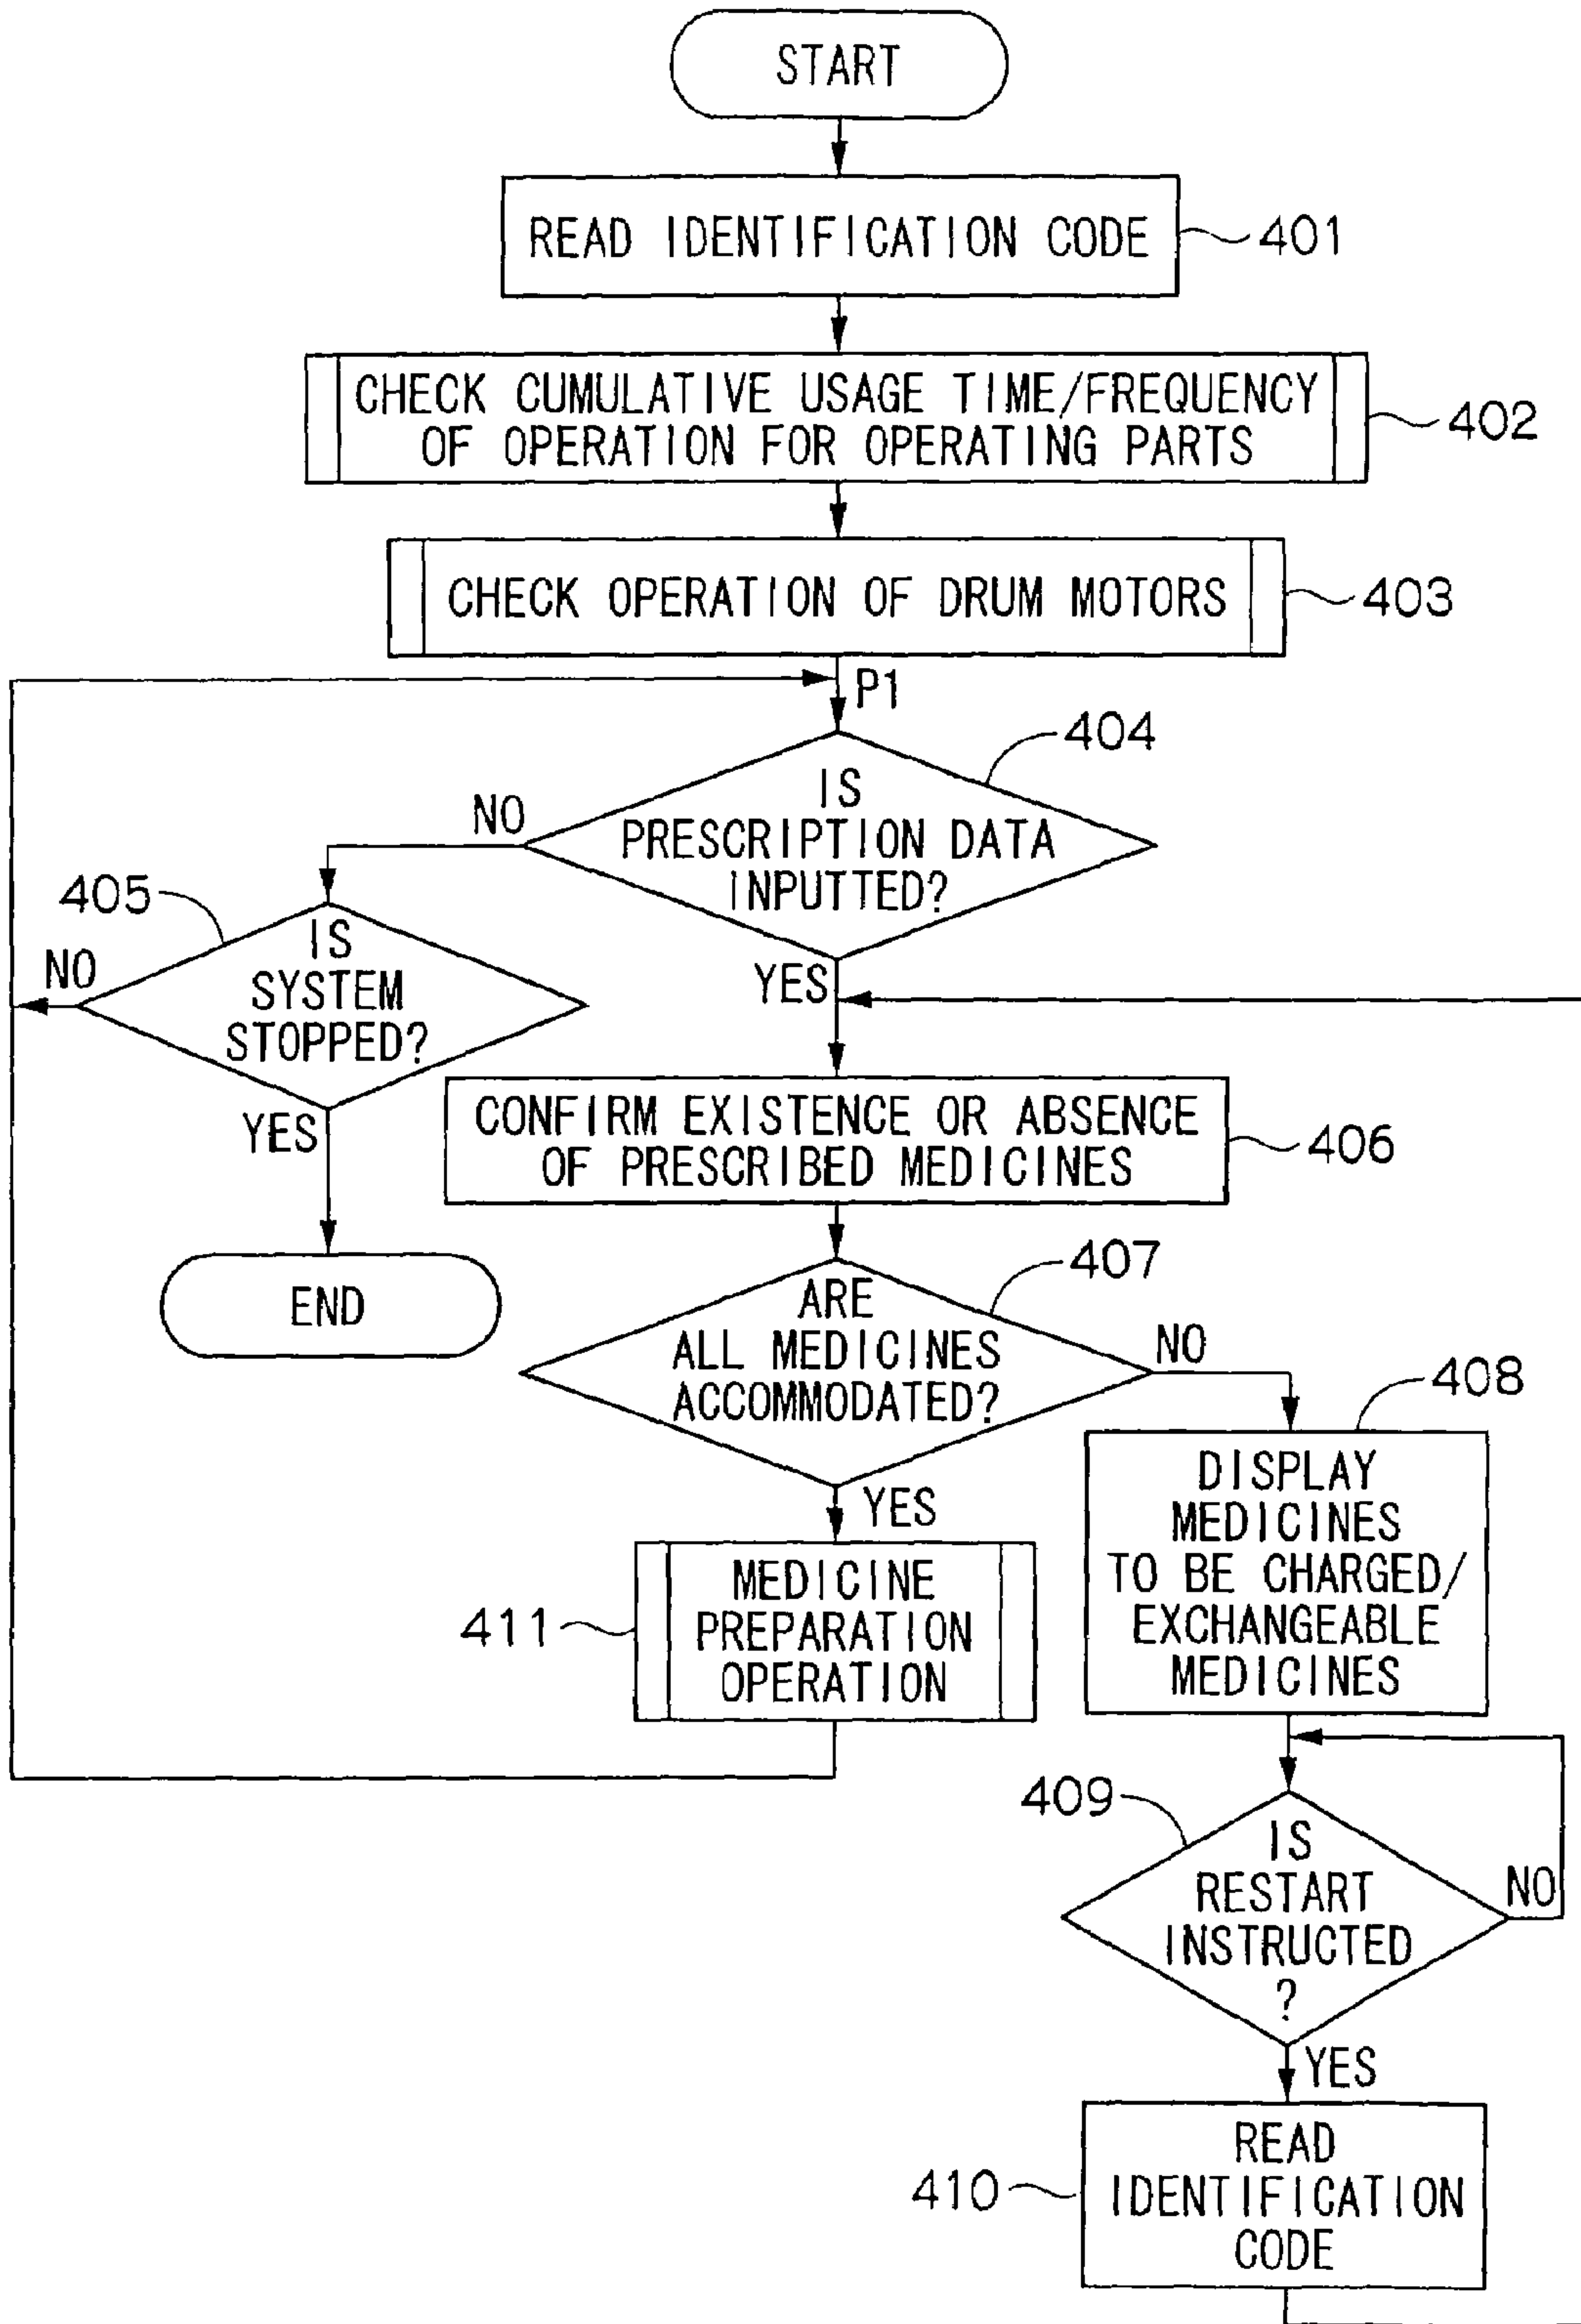 START
READ IDENTIFICATION CODE
401
CHECK CUMULATIVE USAGE TIME/FREQUENCY
OF OPERATION FOR OPERATING PARTS
402
CHECK OPERATION OF DRUM MOTORS
403
P1
404
IS
PRESCRIPTION DATA
INPUTTED?
NO
YES
405
IS
SYSTEM
STOPPED?
NO
YES
END
CONFIRM EXISTENCE OR ABSENCE
OF PRESCRIBED MEDICINES
406
407
ARE
ALL MEDICINES
ACCOMMODATED?
NO
YES
408
DISPLAY
MEDICINES
TO BE CHARGED/
EXCHANGEABLE
MEDICINES
411
MEDICINE
PREPARATION
OPERATION
409
IS
RESTART
INSTRUCTED
?
NO
YES
410
READ
IDENTIFICATION
CODE